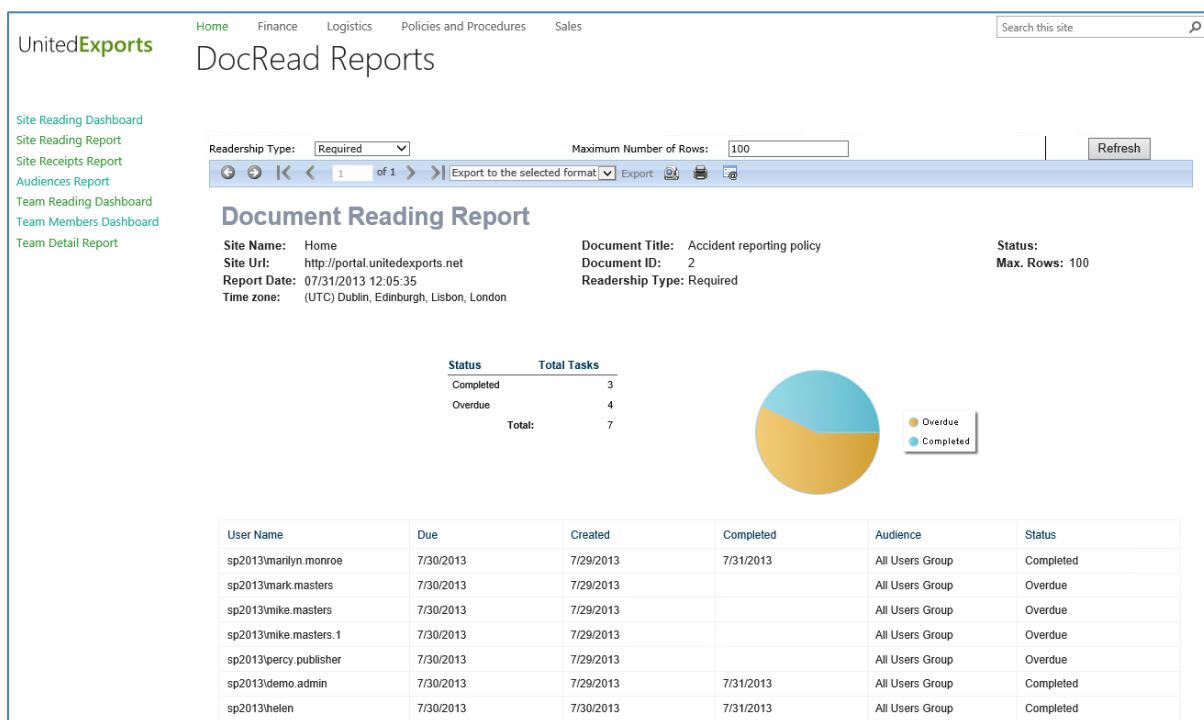 Home Finance Logistics Policies and Procedures Sales Search this site
UnitedExports
DocRead Reports
Site Reading Dashboard
Site Reading Report
Site Receipts Report
Audiences Report
Team Reading Dashboard
Team Members Dashboard
Team Detail Report
Readership Type: Required Maximum Number of Rows: 100 Refresh
1 of 1 Export to the selected format Export
Document Reading Report
Site Name: Home Document Title: Accident reporting policy Status:
Site Url: http://portal.unitedexports.net Document ID: 2 Max. Rows: 100
Report Date: 07/31/2013 12:05:35 Readership Type: Required
Time zone: (UTC) Dublin, Edinburgh, Lisbon, London
Status Total Tasks
Completed 3
Overdue 4
Total: 7
Overdue
Completed
User Name Due Created Completed Audience Status
sp2013\marilyn.monroe 7/30/2013 7/29/2013 7/31/2013 All Users Group Completed
sp2013\mark.masters 7/30/2013 7/29/2013 All Users Group Overdue
sp2013\mike.masters 7/30/2013 7/29/2013 All Users Group Overdue
sp2013\mike.masters.1 7/30/2013 7/29/2013 All Users Group Overdue
sp2013\percy.publisher 7/30/2013 7/29/2013 All Users Group Overdue
sp2013\demo.admin 7/30/2013 7/29/2013 7/31/2013 All Users Group Completed
sp2013\helen 7/30/2013 7/30/2013 7/31/2013 All Users Group Completed